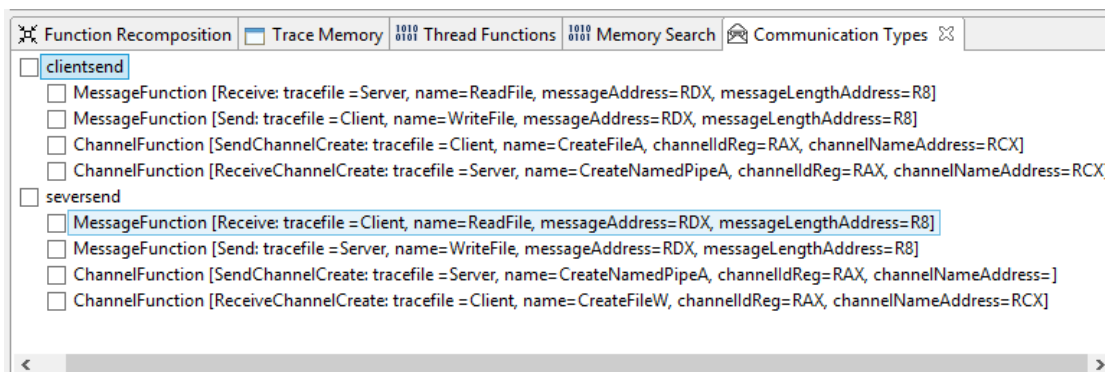 Function Recomposition Trace Memory 1010 0101 Thread Functions 1010 0101 Memory Search Communication Types
clientsend
MessageFunction [Receive: tracefile =Server, name=ReadFile, messageAddress=RDX, messageLengthAddress=R8]
MessageFunction [Send: tracefile =Client, name=WriteFile, messageAddress=RDX, messageLengthAddress=R8]
ChannelFunction [SendChannelCreate: tracefile =Client, name=CreateFileA, channelIdReg=RAX, channelNameAddress=RCX]
ChannelFunction [ReceiveChannelCreate: tracefile =Server, name=CreateNamedPipeA, channelIdReg=RAX, channelNameAddress=RCX]
seversend
MessageFunction [Receive: tracefile =Client, name=ReadFile, messageAddress=RDX, messageLengthAddress=R8]
MessageFunction [Send: tracefile =Server, name=WriteFile, messageAddress=RDX, messageLengthAddress=R8]
ChannelFunction [SendChannelCreate: tracefile =Server, name=CreateNamedPipeA, channelIdReg=RAX, channelNameAddress=]
ChannelFunction [ReceiveChannelCreate: tracefile =Client, name=CreateFileW, channelIdReg=RAX, channelNameAddress=RCX]